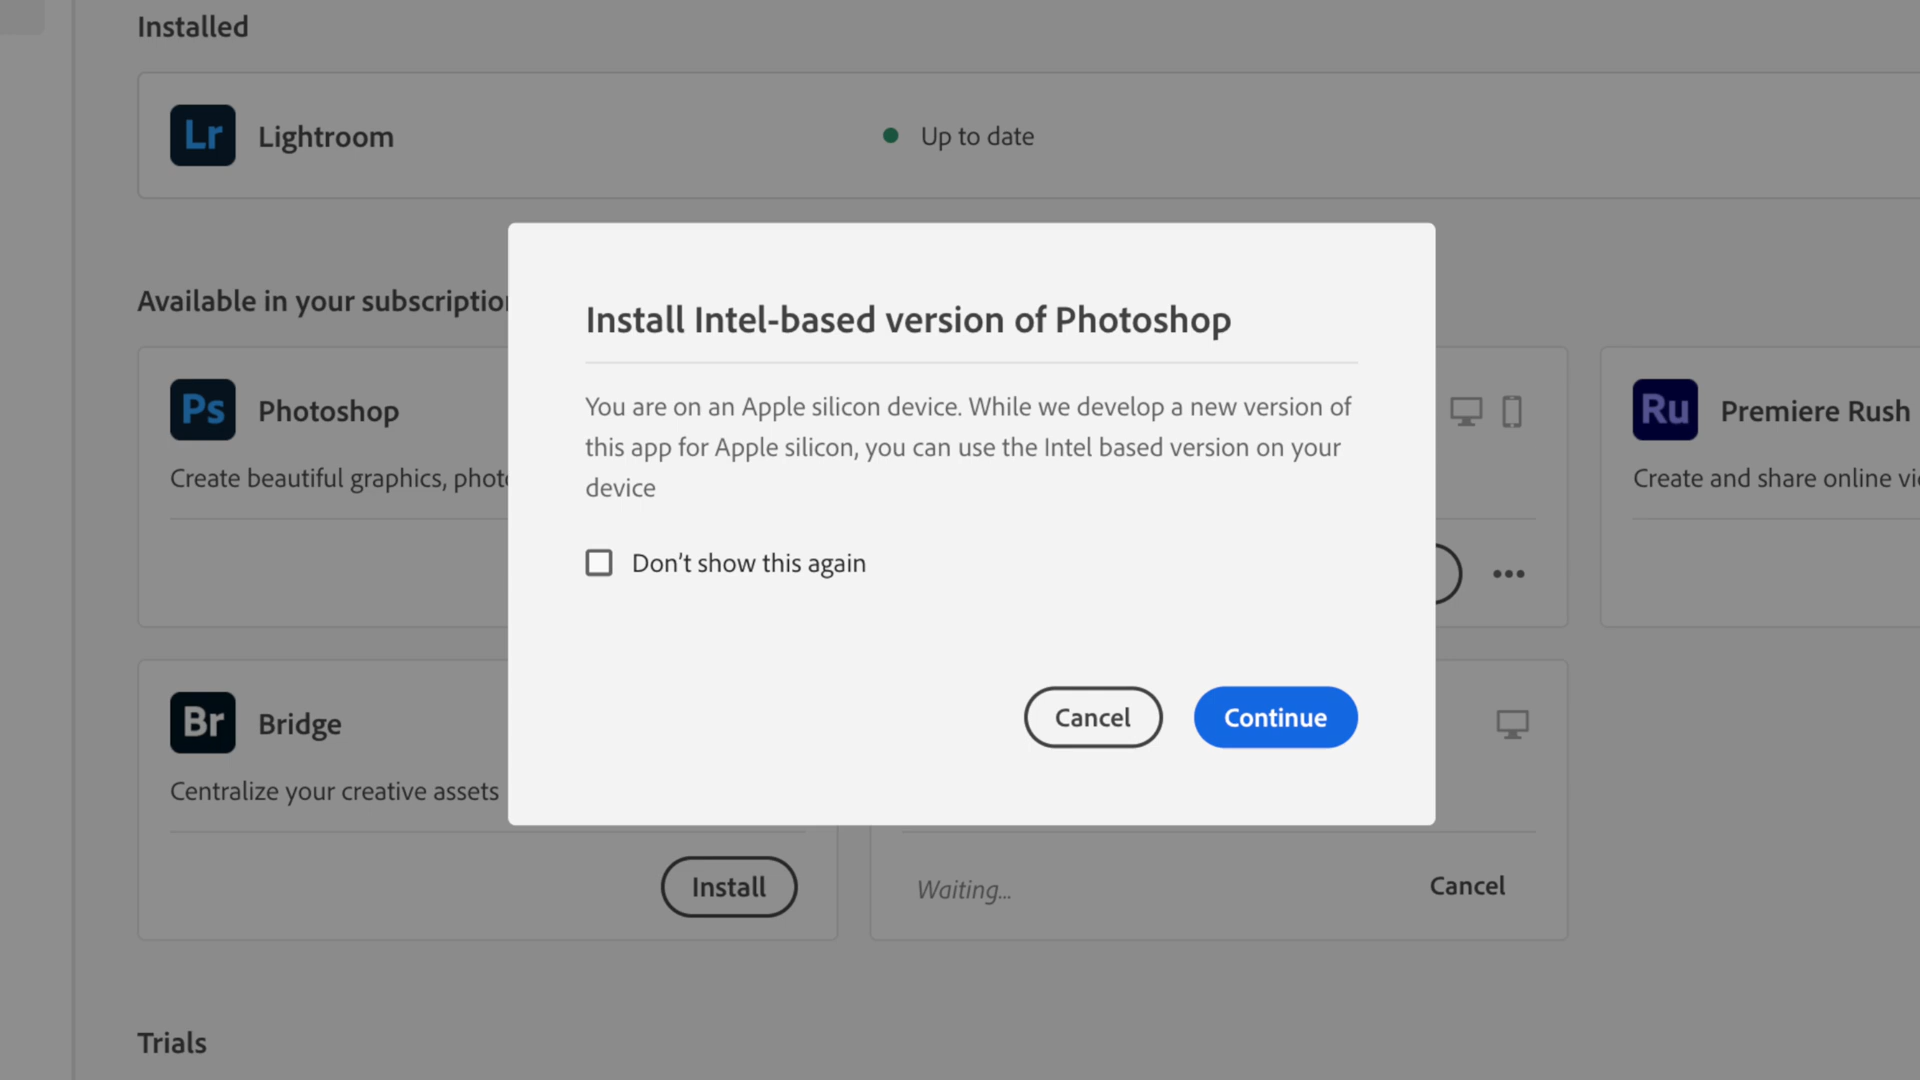 Installed
Lr Lightroom
Up to date
Available in your subscription
Install Intel-based version of Photoshop
You are on an Apple silicon device. While we develop a new version of
this app for Apple silicon, you can use the Intel based version on your
device
Don't show this again
Cancel
Continue
Ps Photoshop
Create beautiful graphics,
Ru Premiere Rush
Create and share online
Br Bridge
Centralize your creative assets
Install
Waiting...
Cancel
Trials